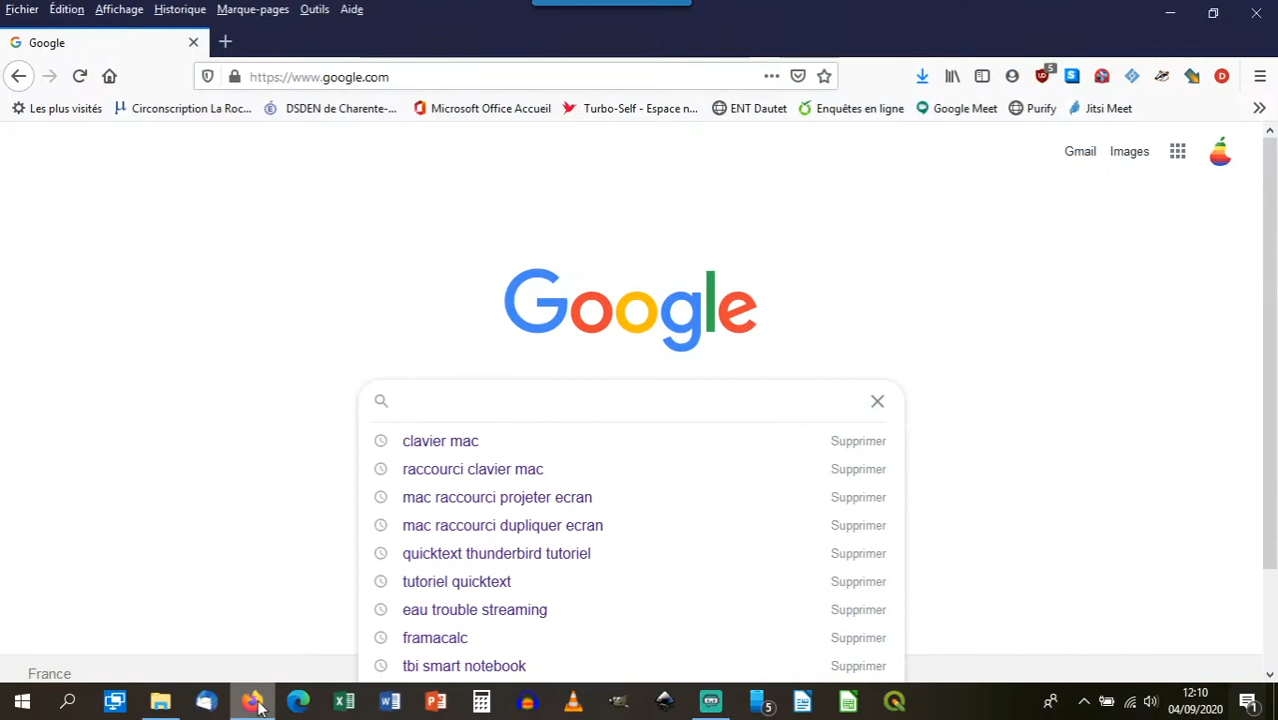 Fichier Édition Affichage Historique Marque-pages Outils Aide
Google
https://www.google.com
5
Les plus visités Circonscription La Roc... DSDEN de Charente-... Microsoft Office Accueil Turbo-Self - Espace n... ENT Dautet Enquêtes en ligne Google Meet Purify Jitsi Meet
Gmail Images
Google
clavier mac Supprimer
raccourci clavier mac Supprimer
mac raccourci projeter ecran Supprimer
mac raccourci dupliquer ecran Supprimer
quicktext thunderbird tutoriel Supprimer
tutoriel quicktext Supprimer
eau trouble streaming Supprimer
framacalc Supprimer
tbi smart notebook Supprimer
France
5
12:10
04/09/2020
1